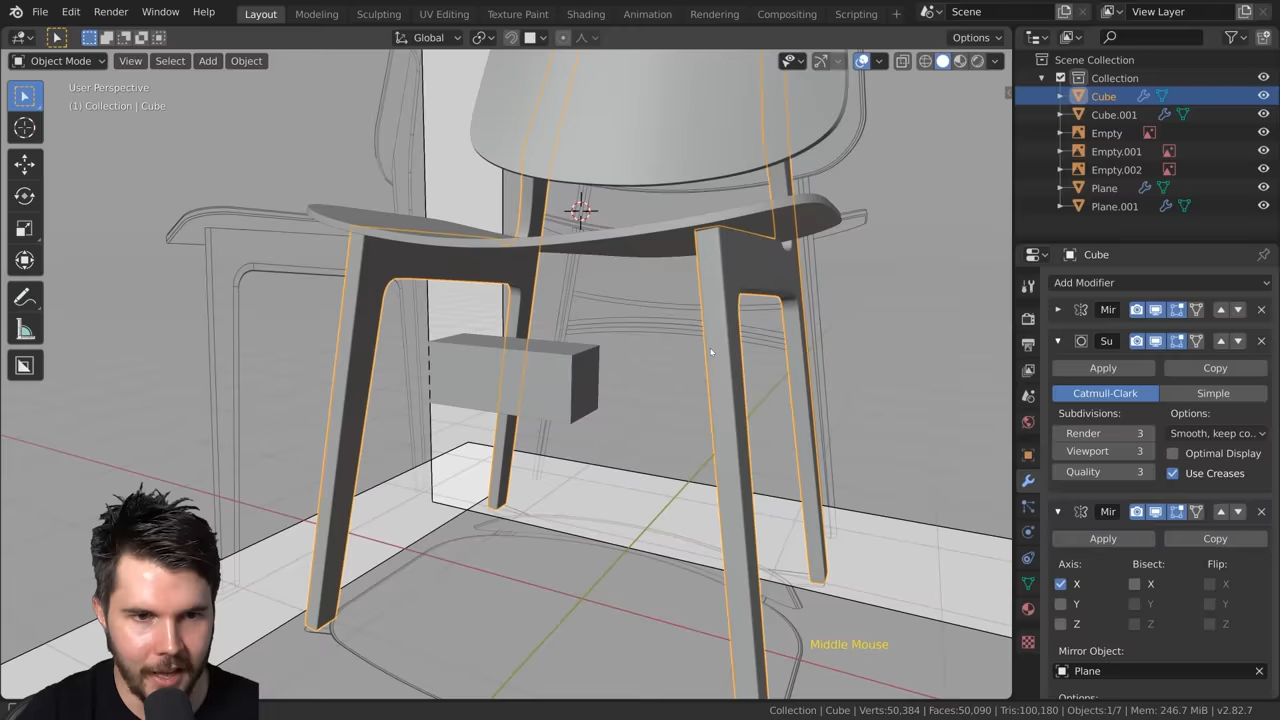 File Edit Render Window Help Layout Modeling Sculpting UV Editing Texture Paint Shading Animation Rendering Compositing Scripting + Scene View Layer
Global Options
Object Mode View Select Add Object
User Perspective
(1) Collection | Cube
Scene Collection
Collection
Cube
Cube.001
Empty
Empty.001
Empty.002
Plane
Plane.001
Cube
Add Modifier
Mir
Su
Apply Copy
Catmull-Clark Simple
Subdivisions: Options:
Render 3 Smooth, keep co..
Viewport 3 Optimal Display
Quality 3 Use Creases
Mir
Apply Copy
Axis: Bisect: Flip:
X X X
Y Y Y
Z Z Z
Mirror Object:
Plane
Middle Mouse
Collection | Cube | Verts:50,384 | Faces:50,090 | Tris:100,180 | Objects:1/7 | Mem: 246.7 MiB | v2.82.7